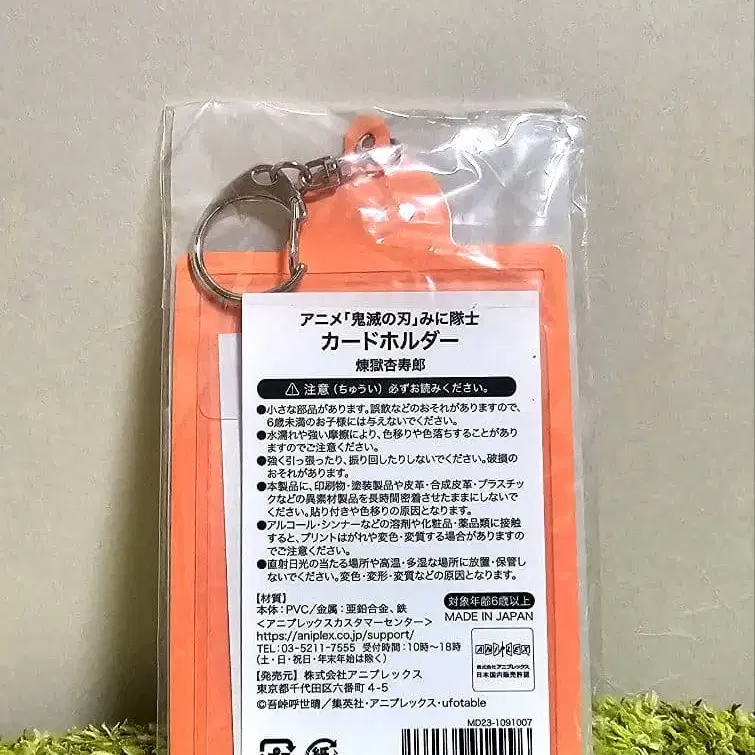 アニメ「鬼滅の刃」みに隊士
カードホルダー
煉獄杏寿郎
注意（ちゅうい）必ずお読みください。
●小さな部品があります。誤飲などのおそれがありますので、
6歳未満のお子様には与えないでください。
●水濡れや強い摩擦により、色移りや色落ちすることがあり
ますのでご注意ください。
●強く引っ張ったり、振り回したりしないでください。破損の
おそれがあります。
●本製品に、印刷物・塗装製品や皮革・合成皮革・プラスチッ
クなどの異素材製品を長時間密着させたままにしないで
ください。貼り付きや色移りの原因となります。
●アルコール・シンナーなどの溶剤や化粧品・薬品類に接触
すると、プリントはがれや変色・変質する場合がありますの
でご注意ください。
●直射日光の当たる場所や高温・多湿な場所に放置・保管し
ないでください。変色・変形・変質などの原因となります。
【材質】
本体：PVC/金属：亜鉛合金、鉄
対象年齢6歳以上
MADE IN JAPAN
＜アニプレックスカスタマーセンター＞
https://aniplex.co.jp/support/
TEL：03-5211-7555 受付時間：10時～18時
（土・日・祝日・年末年始は除く）
ANIPLEX
株式会社アニプレックス
日本国内販売許諾
【発売元】株式会社アニプレックス
東京都千代田区六番町 4-5
©吾峠呼世晴／集英社・アニプレックス・ufotable
MD23-1091007
紙